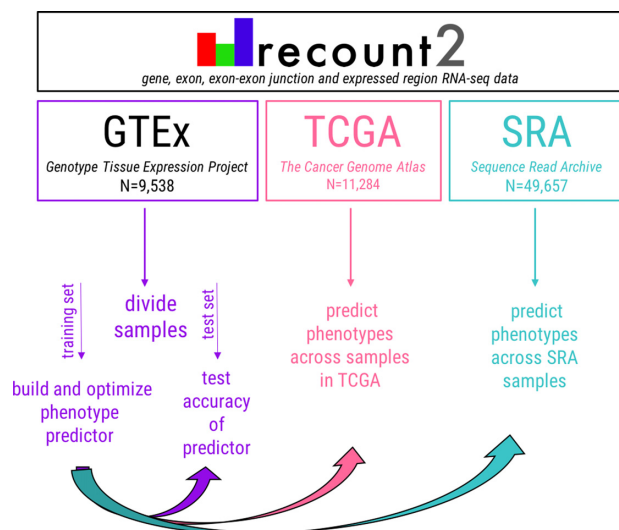 recount2
gene, exon, exon-exon junction and expressed region RNA-seq data
GTEx
Genotype Tissue Expression Project
N=9,538
TCGA
The Cancer Genome Atlas
N=11,284
SRA
Sequence Read Archive
N=49,657
training set
divide
samples
test set
build and optimize
phenotype
predictor
test
accuracy
of
predictor
predict
phenotypes
across samples
in TCGA
predict
phenotypes
across SRA
samples